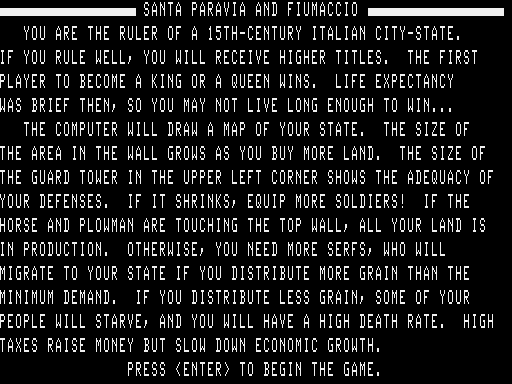 SANTA PARAVIA AND FIUMACCIO
YOU ARE THE RULER OF A 15TH-CENTURY ITALIAN CITY-STATE.
IF YOU RULE WELL, YOU WILL RECEIVE HIGHER TITLES.  THE FIRST
PLAYER TO BECOME A KING OR A QUEEN WINS.  LIFE EXPECTANCY
WAS BRIEF THEN, SO YOU MAY NOT LIVE LONG ENOUGH TO WIN...
THE COMPUTER WILL DRAW A MAP OF YOUR STATE.  THE SIZE OF
THE AREA IN THE WALL GROWS AS YOU BUY MORE LAND.  THE SIZE OF
THE GUARD TOWER IN THE UPPER LEFT CORNER SHOWS THE ADEQUACY OF
YOUR DEFENSES.  IF IT SHRINKS, EQUIP MORE SOLDIERS!  IF THE
HORSE AND PLOWMAN ARE TOUCHING THE TOP WALL, ALL YOUR LAND IS
IN PRODUCTION.  OTHERWISE, YOU NEED MORE SERFS, WHO WILL
MIGRATE TO YOUR STATE IF YOU DISTRIBUTE MORE GRAIN THAN THE
MINIMUM DEMAND.  IF YOU DISTRIBUTE LESS GRAIN, SOME OF YOUR
PEOPLE WILL STARVE, AND YOU WILL HAVE A HIGH DEATH RATE.  HIGH
TAXES RAISE MONEY BUT SLOW DOWN ECONOMIC GROWTH.
PRESS <ENTER> TO BEGIN THE GAME.